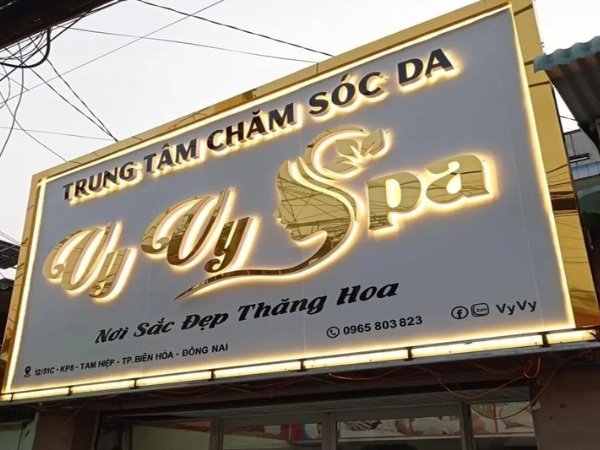 TRUNG TÂM CHĂM SÓC DA
Vy Vy Spa
Nơi Sắc Đẹp Thăng Hoa
0965 803 823
VyVy
12/51C - KP8 - TAM HIỆP - TP.BIÊN HÒA - ĐỒNG NAI